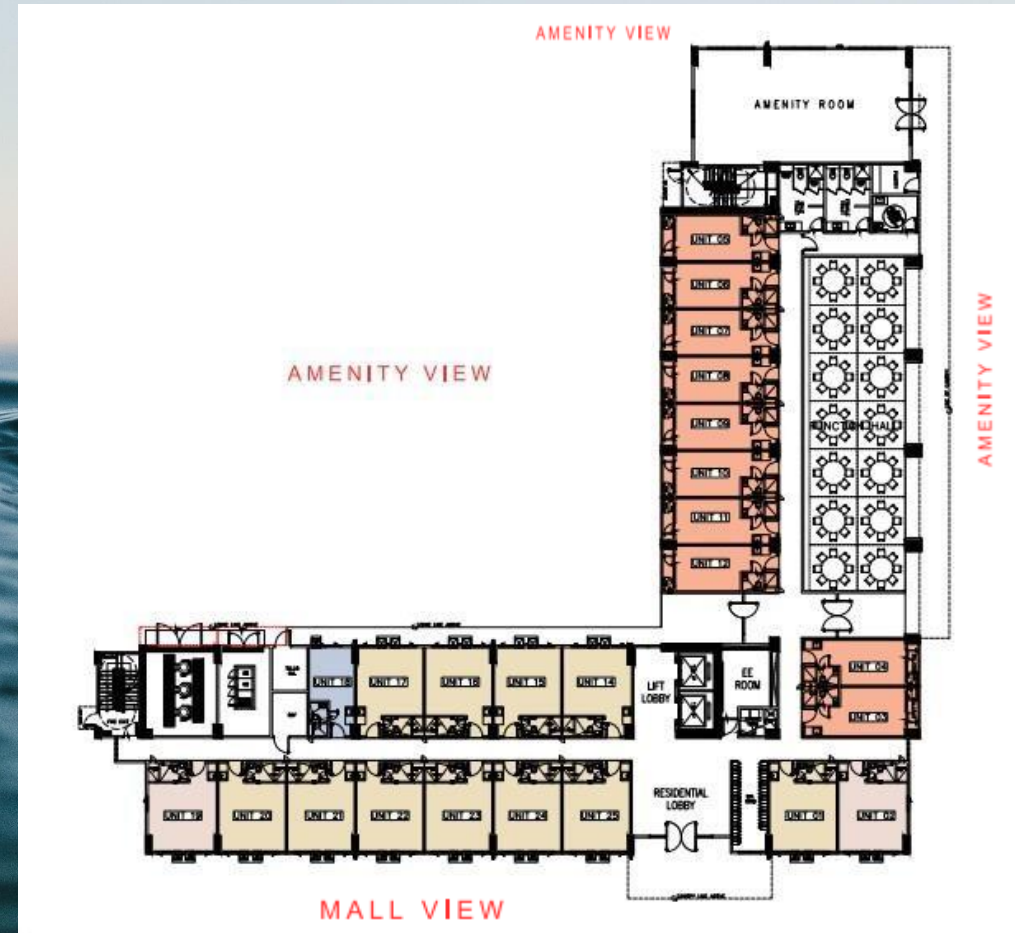 AMENITY VIEW
AMENITY ROOM
UNIT 05
UNIT 06
UNIT 07
UNIT 08
UNIT 09
UNIT 10
UNIT 11
UNIT 12
FUNCTION HALL
AMENITY VIEW
AMENITY VIEW
UNIT 04
UNIT 03
EE
ROOM
LIFT
LOBBY
UNIT 18
UNIT 17
UNIT 16
UNIT 15
UNIT 14
RESIDENTIAL
LOBBY
UNIT 19
UNIT 20
UNIT 21
UNIT 22
UNIT 23
UNIT 24
UNIT 25
UNIT 01
UNIT 02
MALL VIEW